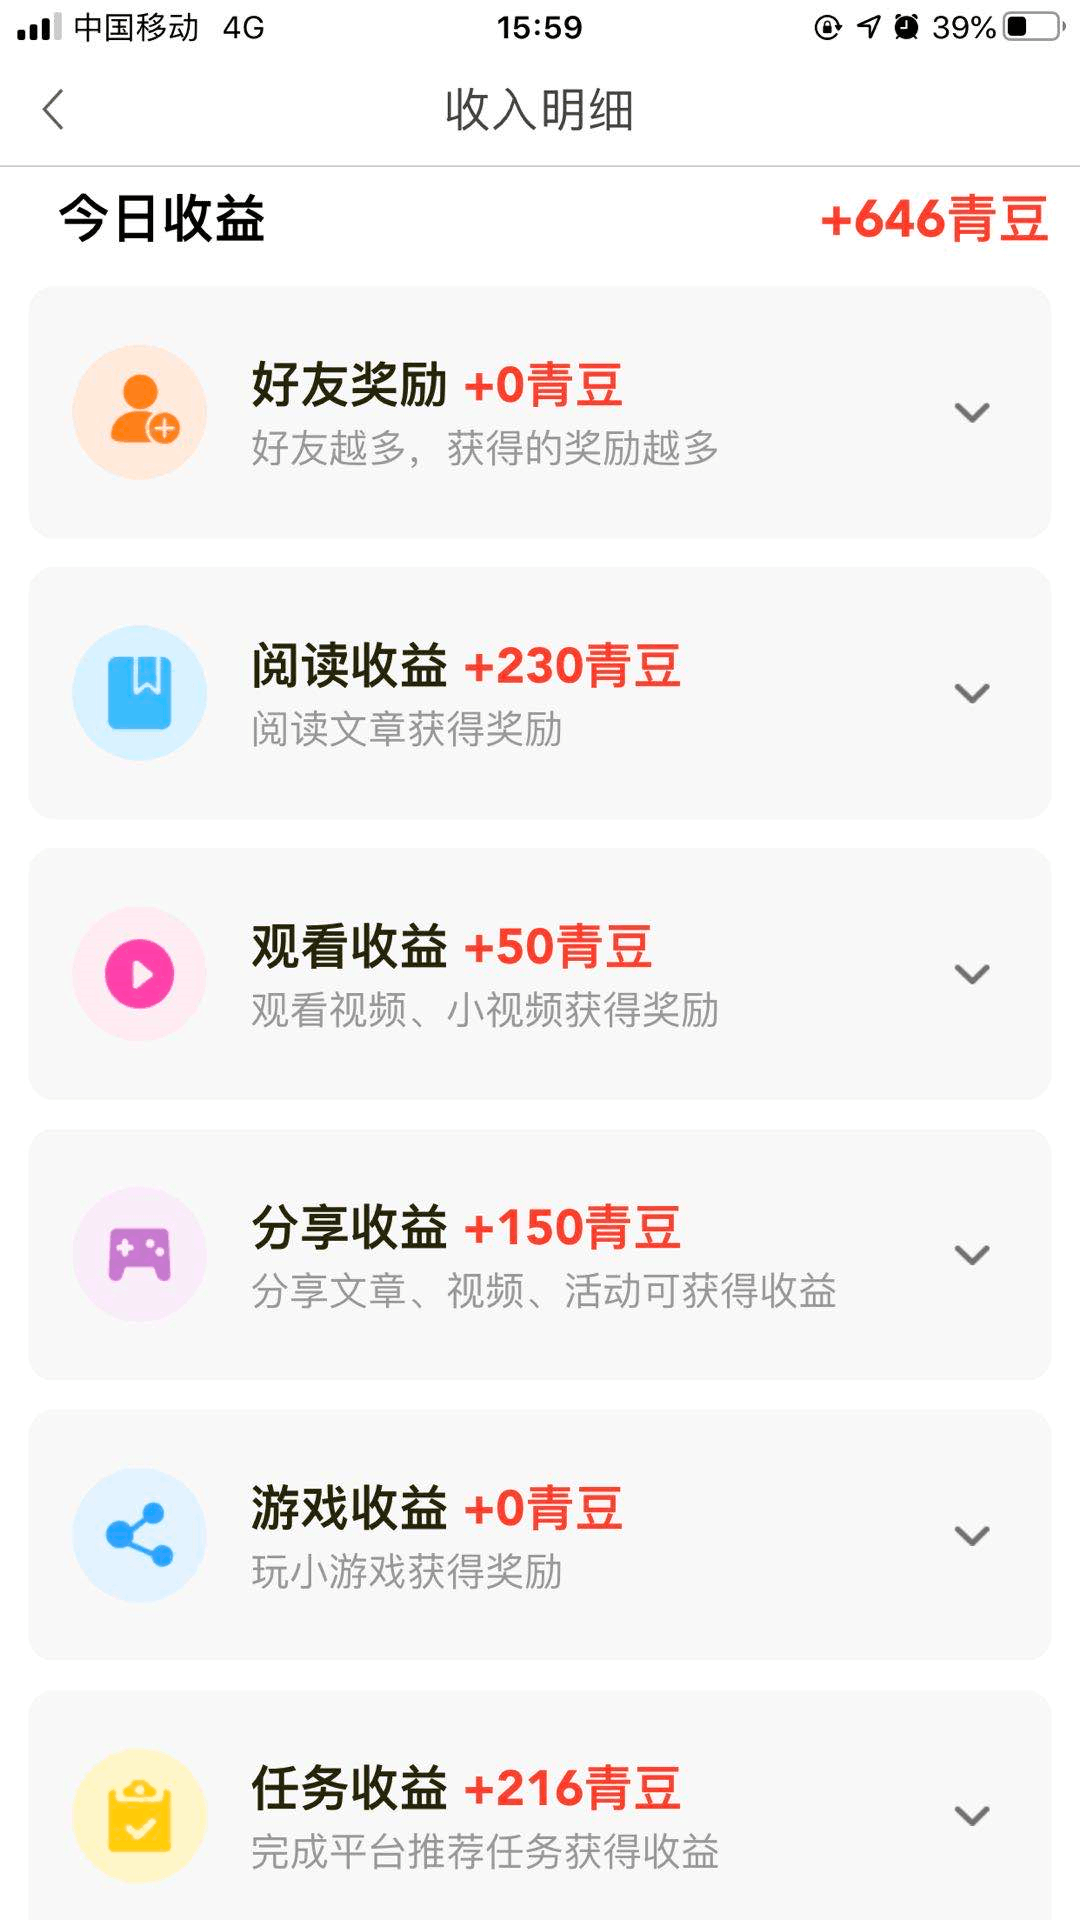 中国移动 4G 15:59 39%
收入明细
今日收益 +646青豆
好友奖励 +0青豆
好友越多，获得的奖励越多
阅读收益 +230青豆
阅读文章获得奖励
观看收益 +50青豆
观看视频、小视频获得奖励
分享收益 +150青豆
分享文章、视频、活动可获得收益
游戏收益 +0青豆
玩小游戏获得奖励
任务收益 +216青豆
完成平台推荐任务获得收益